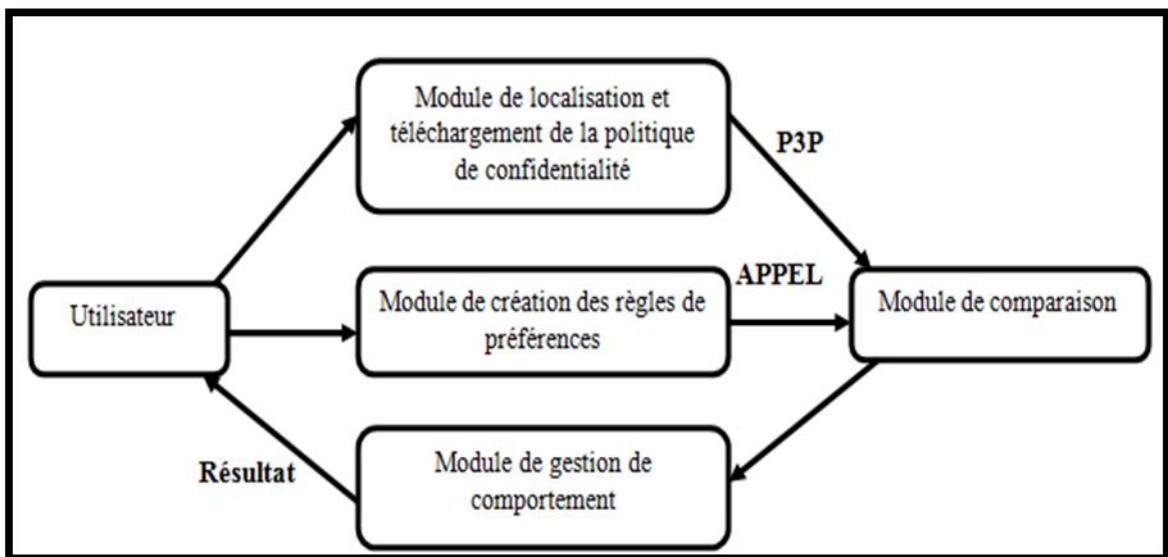 Module de localisation et
téléchargement de la politique
de confidentialité
P3P
Utilisateur
Module de création des règles de
préférences
APPEL
Module de comparaison
Résultat
Module de gestion de
comportement